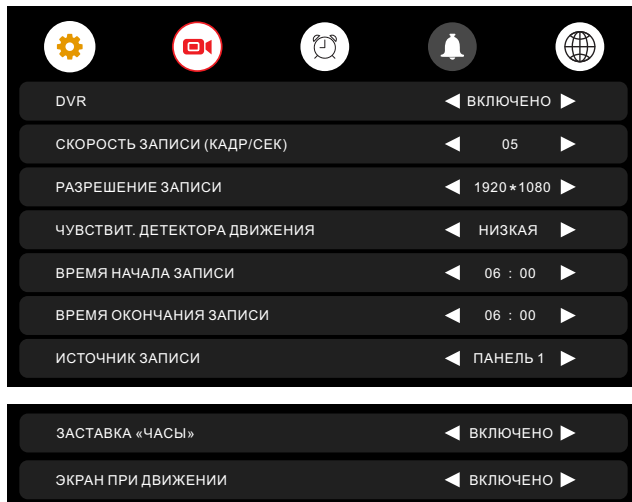 DVR ВКЛЮЧЕНО
СКОРОСТЬ ЗАПИСИ (КАДР/СЕК) 05
РАЗРЕШЕНИЕ ЗАПИСИ 1920*1080
ЧУВСТВИТ. ДЕТЕКТОРА ДВИЖЕНИЯ НИЗКАЯ
ВРЕМЯ НАЧАЛА ЗАПИСИ 06 : 00
ВРЕМЯ ОКОНЧАНИЯ ЗАПИСИ 06 : 00
ИСТОЧНИК ЗАПИСИ ПАНЕЛЬ 1
ЗАСТАВКА «ЧАСЫ» ВКЛЮЧЕНО
ЭКРАН ПРИ ДВИЖЕНИИ ВКЛЮЧЕНО